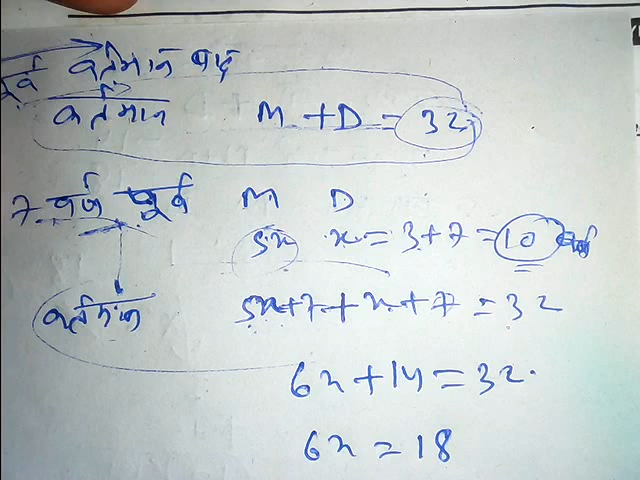 पूर्व वर्तमान बाद
वर्तमान M + D = 32
7 वर्ष पूर्व M D
5x x = 3+7 = 10 वर्ष
वर्तमान 5x+7+x+7 = 32
6x+14 = 32
6x = 18